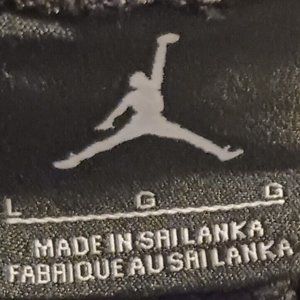 L G G
MADE IN SRI LANKA
FABRIQUE AU SRI LANKA